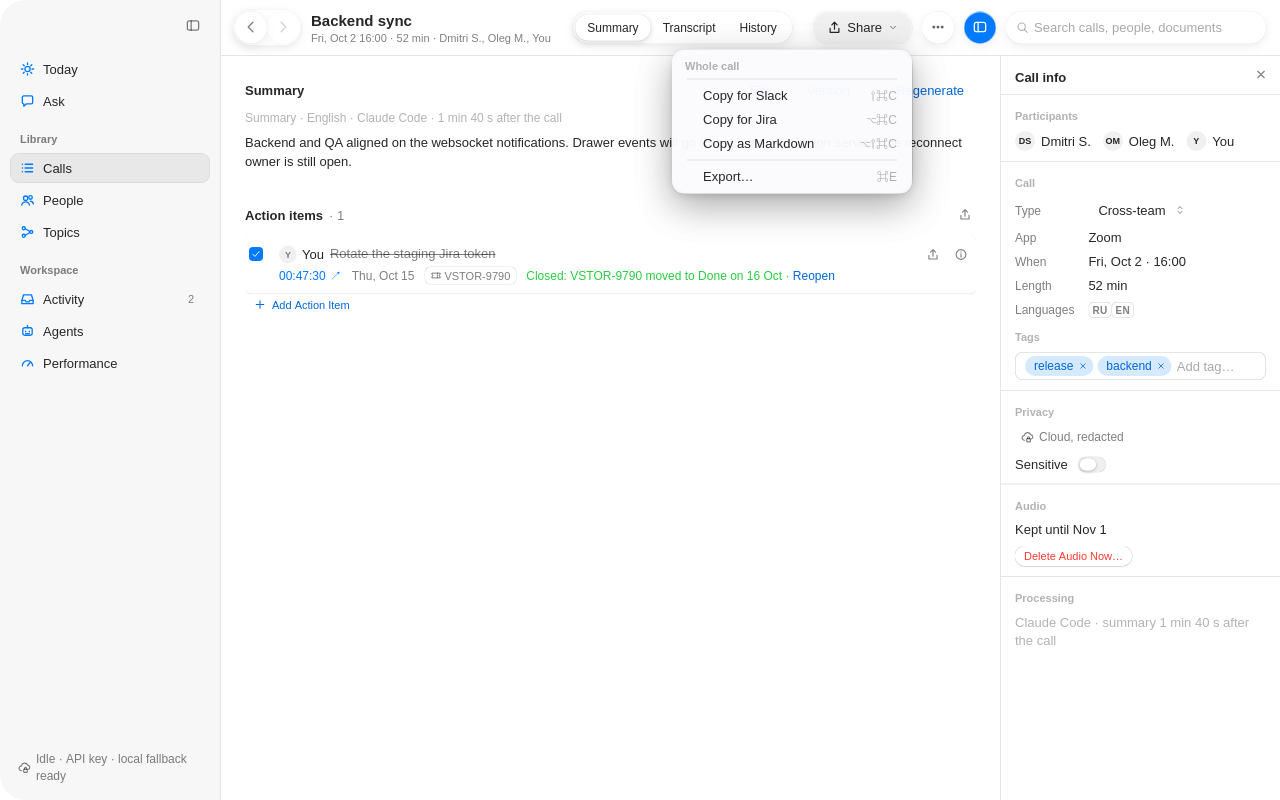 Today
Ask
Library
Calls
People
Topics
Workspace
Activity 2
Agents
Performance
Idle · API key · local fallback
ready
Backend sync
Fri, Oct 2 16:00 · 52 min · Dmitri S., Oleg M., You
Summary Transcript History
Share
Search calls, people, documents
Whole call
Copy for Slack ⇧⌘C
Copy for Jira ⌥⌘C
Copy as Markdown ⌥⇧⌘C
Export… ⌘E
Summary
Summary · English · Claude Code · 1 min 40 s after the call
Backend and QA aligned on the websocket notifications. Drawer events reconnect
owner is still open.
Action items · 1
Y You Rotate the staging Jira token
00:47:30 ↗ Thu, Oct 15 VSTOR-9790 Closed: VSTOR-9790 moved to Done on 16 Oct · Reopen
+ Add Action Item
Call info
Participants
DS Dmitri S. OM Oleg M. Y You
Call
Type Cross-team
App Zoom
When Fri, Oct 2 · 16:00
Length 52 min
Languages RU EN
Tags
release × backend × Add tag…
Privacy
Cloud, redacted
Sensitive
Audio
Kept until Nov 1
Delete Audio Now…
Processing
Claude Code · summary 1 min 40 s after
the call